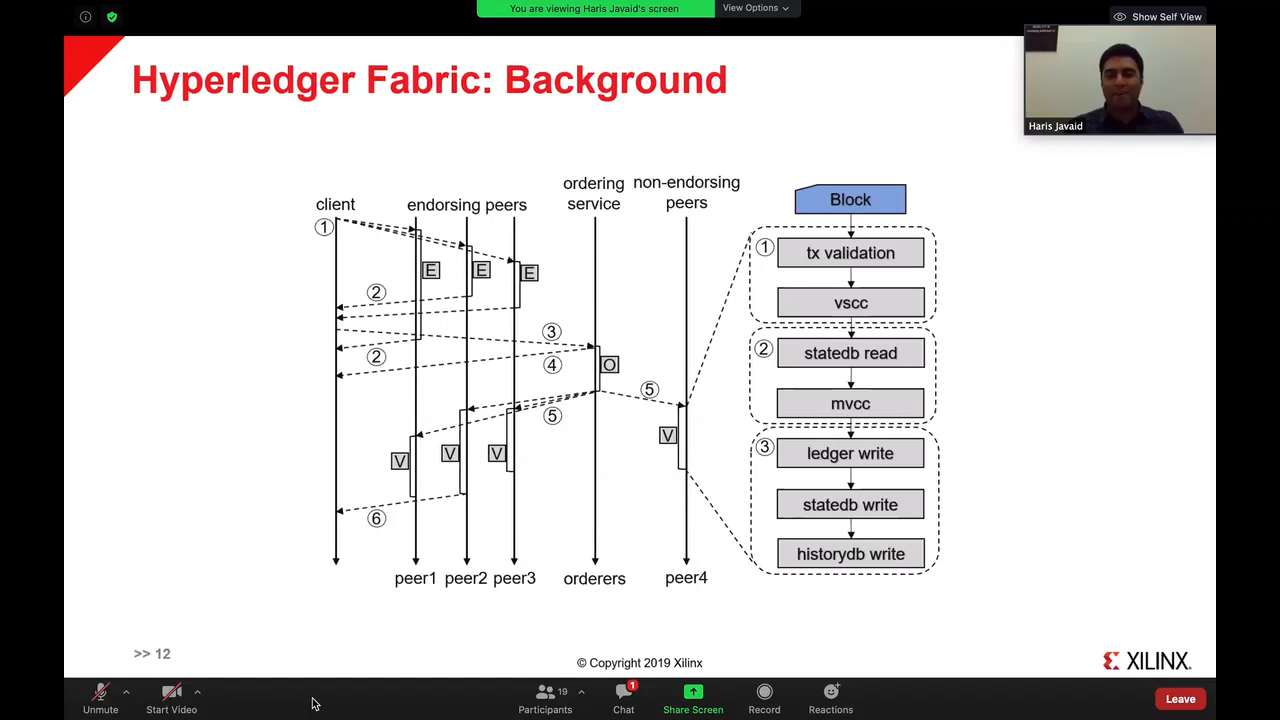 You are viewing Haris Javaid's screen
View Options
Show Self View
Haris Javaid
Hyperledger Fabric: Background
client
endorsing peers
ordering
service
non-endorsing
peers
①
E
E
E
②
③
②
④
O
⑤
⑤
V
V
V
V
⑥
peer1
peer2
peer3
orderers
peer4
Block
①
tx validation
vscc
②
statedb read
mvcc
③
ledger write
statedb write
historydb write
>> 12
© Copyright 2019 Xilinx
XILINX.
Unmute
Start Video
19
Participants
1
Chat
Share Screen
Record
Reactions
Leave